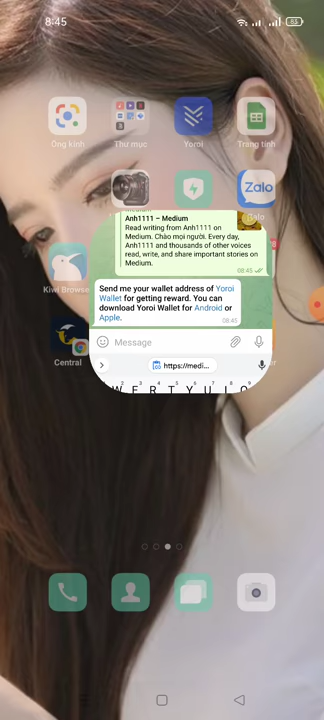 8:45
83
Ống kính
Thư mục
Yoroi
Trang tính
Zalo
Kiwi Browse
Central
Anh1111 – Medium
Read writing from Anh1111 on
Medium. Chào mọi người. Every day,
Anh1111 and thousands of other voices
read, write, and share important stories on
Medium.
08:45
Send me your wallet address of Yoroi
Wallet for getting reward. You can
download Yoroi Wallet for Android or
Apple.
08:45
Message
https://medi...
W E R T Y U I O